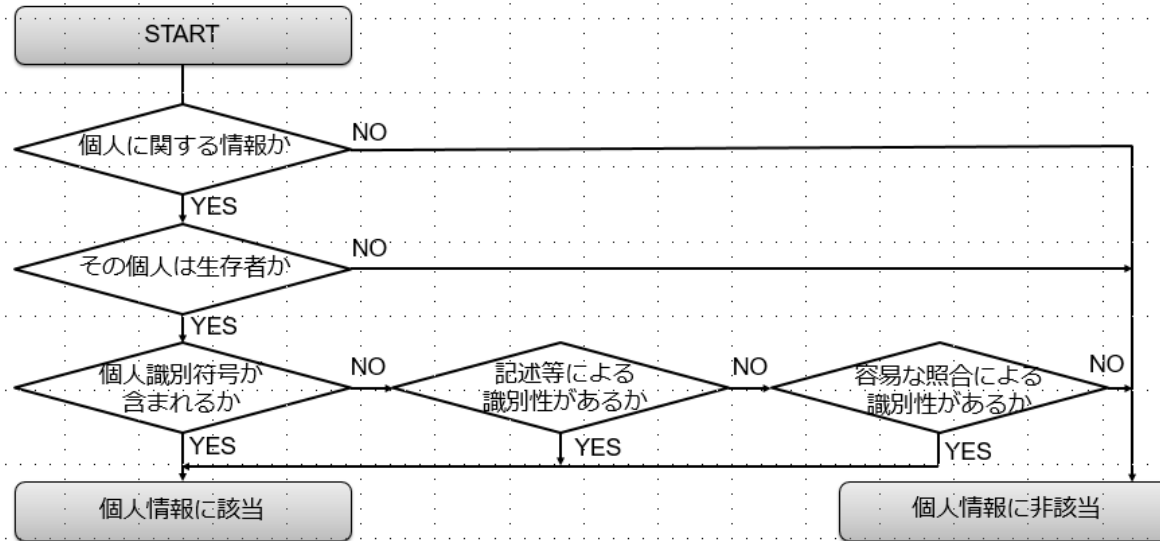 START
個人に関する情報か
NO
YES
その個人は生存者か
NO
YES
個人識別符号が
含まれるか
NO
記述等による
識別性があるか
NO
容易な照合による
識別性があるか
NO
YES
YES
YES
個人情報に該当
個人情報に非該当